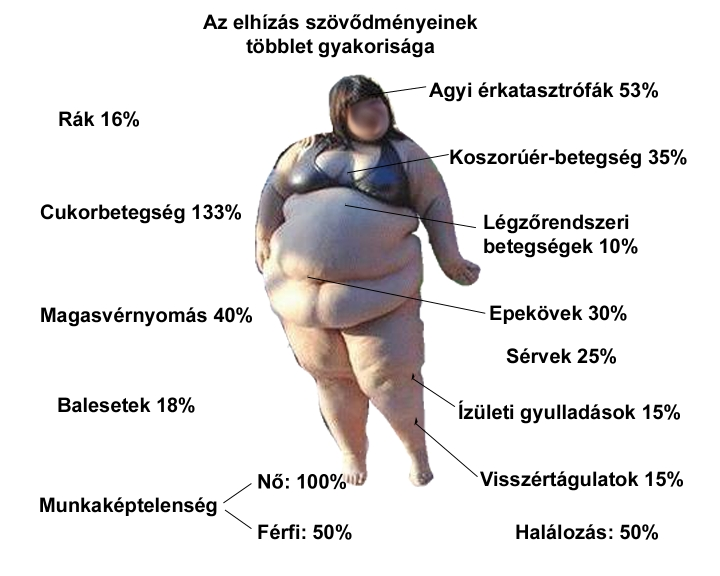 Az elhízás szövődményeinek
többlet gyakorisága
Agyi érkatasztrófák 53%
Rák 16%
Koszorúér-betegség 35%
Cukorbetegség 133%
Légzőrendszeri
betegségek 10%
Magasvérnyomás 40%
Epekövek 30%
Sérvek 25%
Balesetek 18%
Ízületi gyulladások 15%
Visszértágulatok 15%
Munkaképtelenség
Nő: 100%
Férfi: 50%
Halálozás: 50%